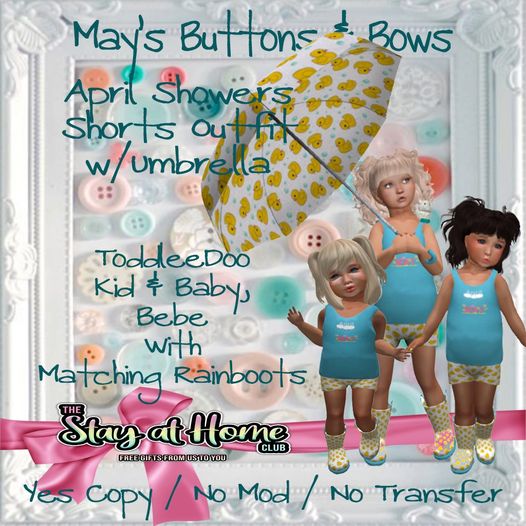 May's Buttons & Bows
April Showers
Shorts Outfit
w/umbrella
ToddleeDoo
Kid & Baby,
Bebe
with
Matching Rainboots
THE
Stay at Home
CLUB
FREE GIFTS FROM US TO YOU
Yes Copy / No Mod / No Transfer